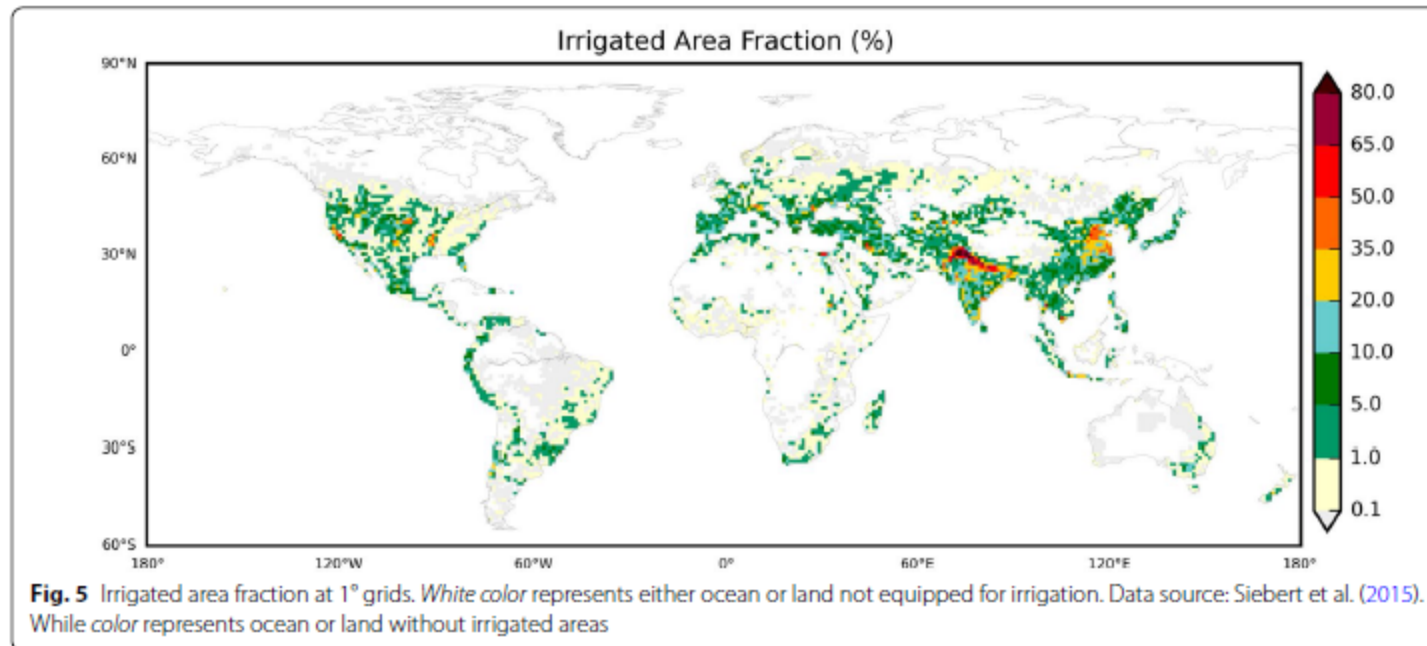 Irrigated Area Fraction (%)
90°N
60°N
30°N
0°
30°S
60°S
180°
120°W
60°W
0°
60°E
120°E
180°
80.0
65.0
50.0
35.0
20.0
10.0
5.0
1.0
0.1
Fig. 5 Irrigated area fraction at 1° grids. White color represents either ocean or land not equipped for irrigation. Data source: Siebert et al. (2015).
While color represents ocean or land without irrigated areas